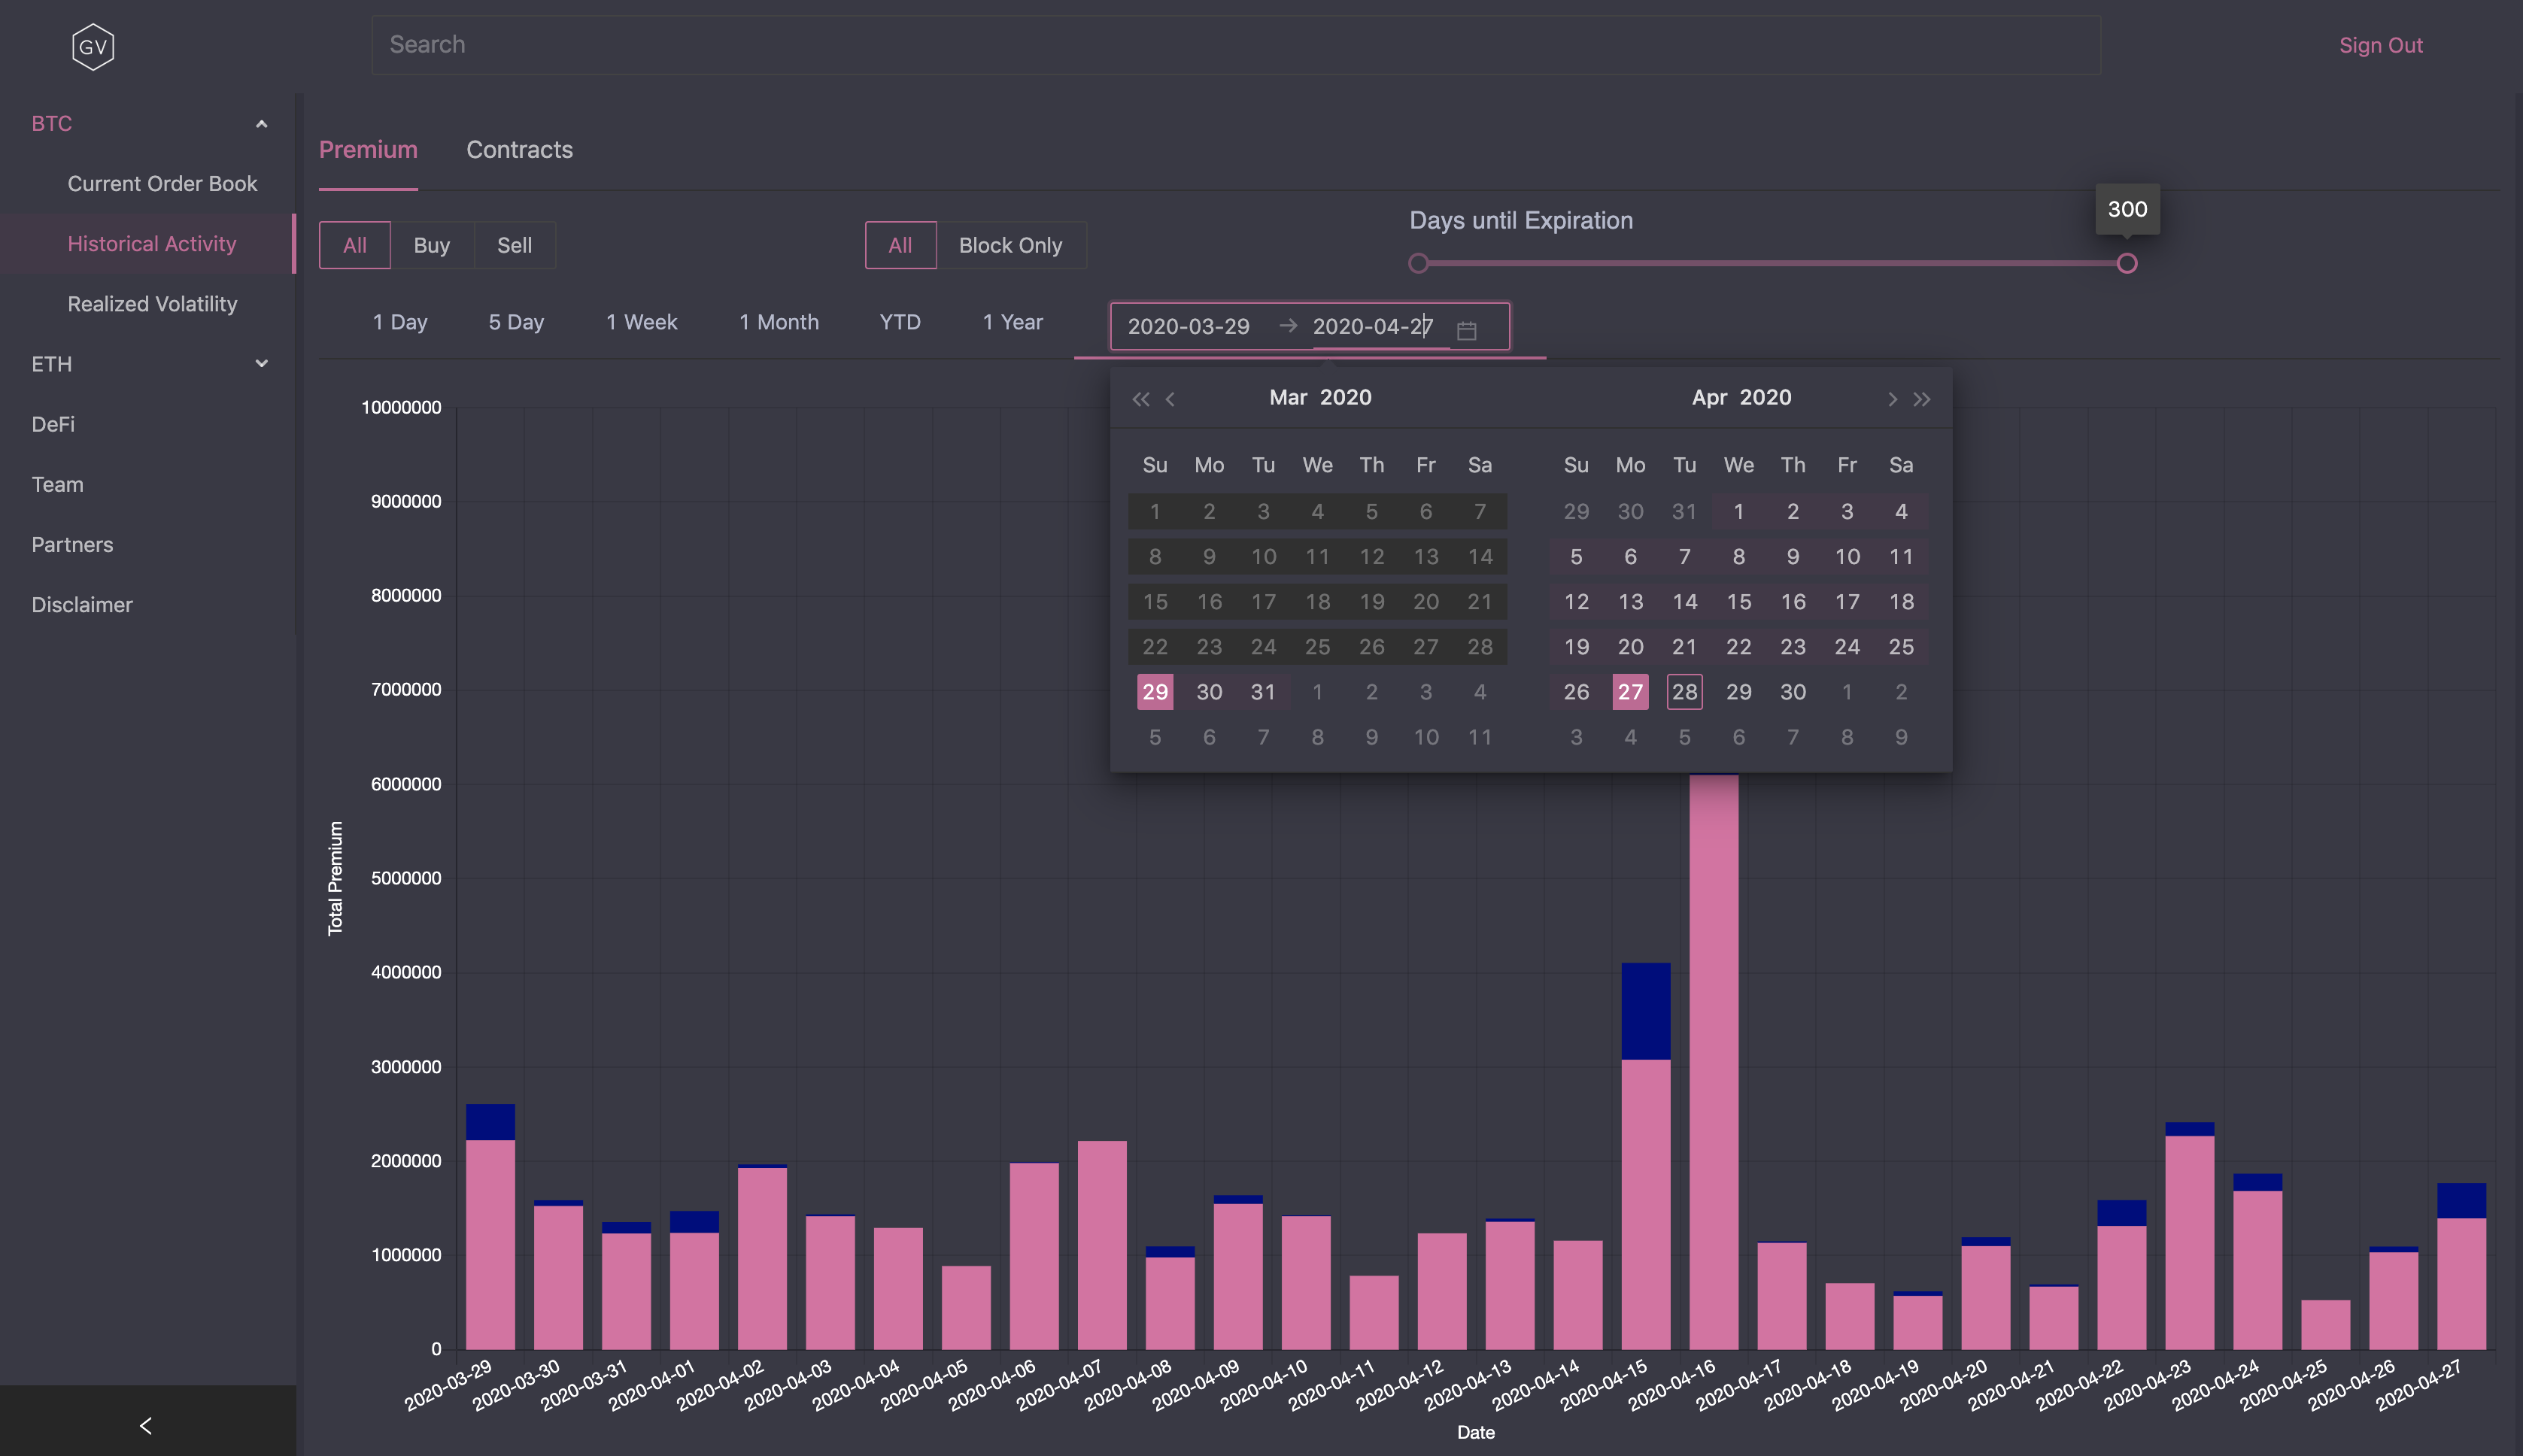 GV
Search
Sign Out
BTC
Current Order Book
Historical Activity
Realized Volatility
ETH
DeFi
Team
Partners
Disclaimer
Premium Contracts
All Buy Sell
All Block Only
Days until Expiration
300
1 Day 5 Day 1 Week 1 Month YTD 1 Year 2020-03-29 → 2020-04-27
Mar 2020
Su Mo Tu We Th Fr Sa
1 2 3 4 5 6 7
8 9 10 11 12 13 14
15 16 17 18 19 20 21
22 23 24 25 26 27 28
29 30 31 1 2 3 4
5 6 7 8 9 10 11
Apr 2020
Su Mo Tu We Th Fr Sa
29 30 31 1 2 3 4
5 6 7 8 9 10 11
12 13 14 15 16 17 18
19 20 21 22 23 24 25
26 27 28 29 30 1 2
3 4 5 6 7 8 9
Total Premium
10000000
9000000
8000000
7000000
6000000
5000000
4000000
3000000
2000000
1000000
0
2020-03-29
2020-03-30
2020-03-31
2020-04-01
2020-04-02
2020-04-03
2020-04-04
2020-04-05
2020-04-06
2020-04-07
2020-04-08
2020-04-09
2020-04-10
2020-04-11
2020-04-12
2020-04-13
2020-04-14
2020-04-15
2020-04-16
2020-04-17
2020-04-18
2020-04-19
2020-04-20
2020-04-21
2020-04-22
2020-04-23
2020-04-24
2020-04-25
2020-04-26
2020-04-27
Date